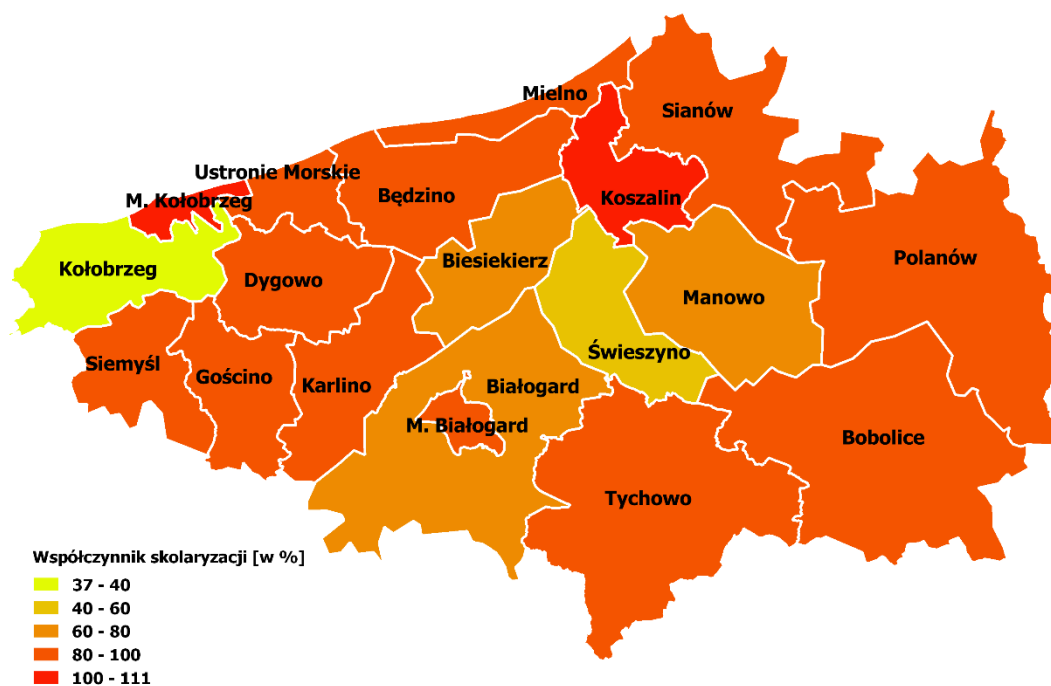 Mielno
Sianów
Ustronie Morskie
M. Kołobrzeg
Będzino
Koszalin
Kołobrzeg
Dygowo
Biesiekierz
Polanów
Manowo
Siemyśl
Gościno
Karlino
Świeszyno
Białogard
M. Białogard
Bobolice
Tychowo
Współczynnik skolaryzacji [w %]
37 - 40
40 - 60
60 - 80
80 - 100
100 - 111